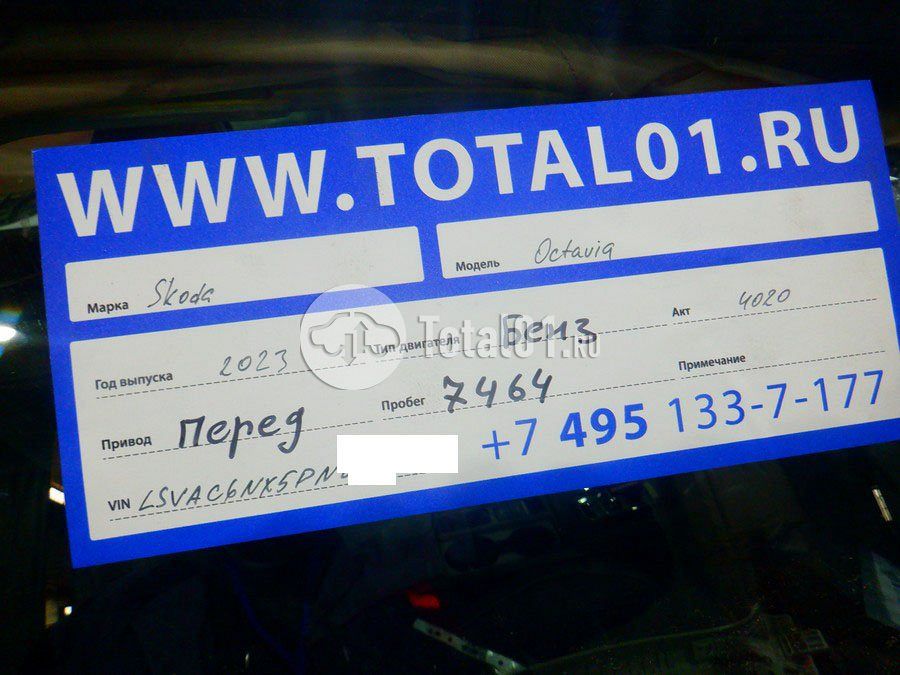 WWW.TOTAL01.RU
Марка Skoda Модель Octavia
Год выпуска 2023 Тип двигателя Бенз Акт 4020
Total01.RU
Привод Перед Пробег 7464 Примечание
+7 495 133-7-177
VIN LSVAC6NX5PN